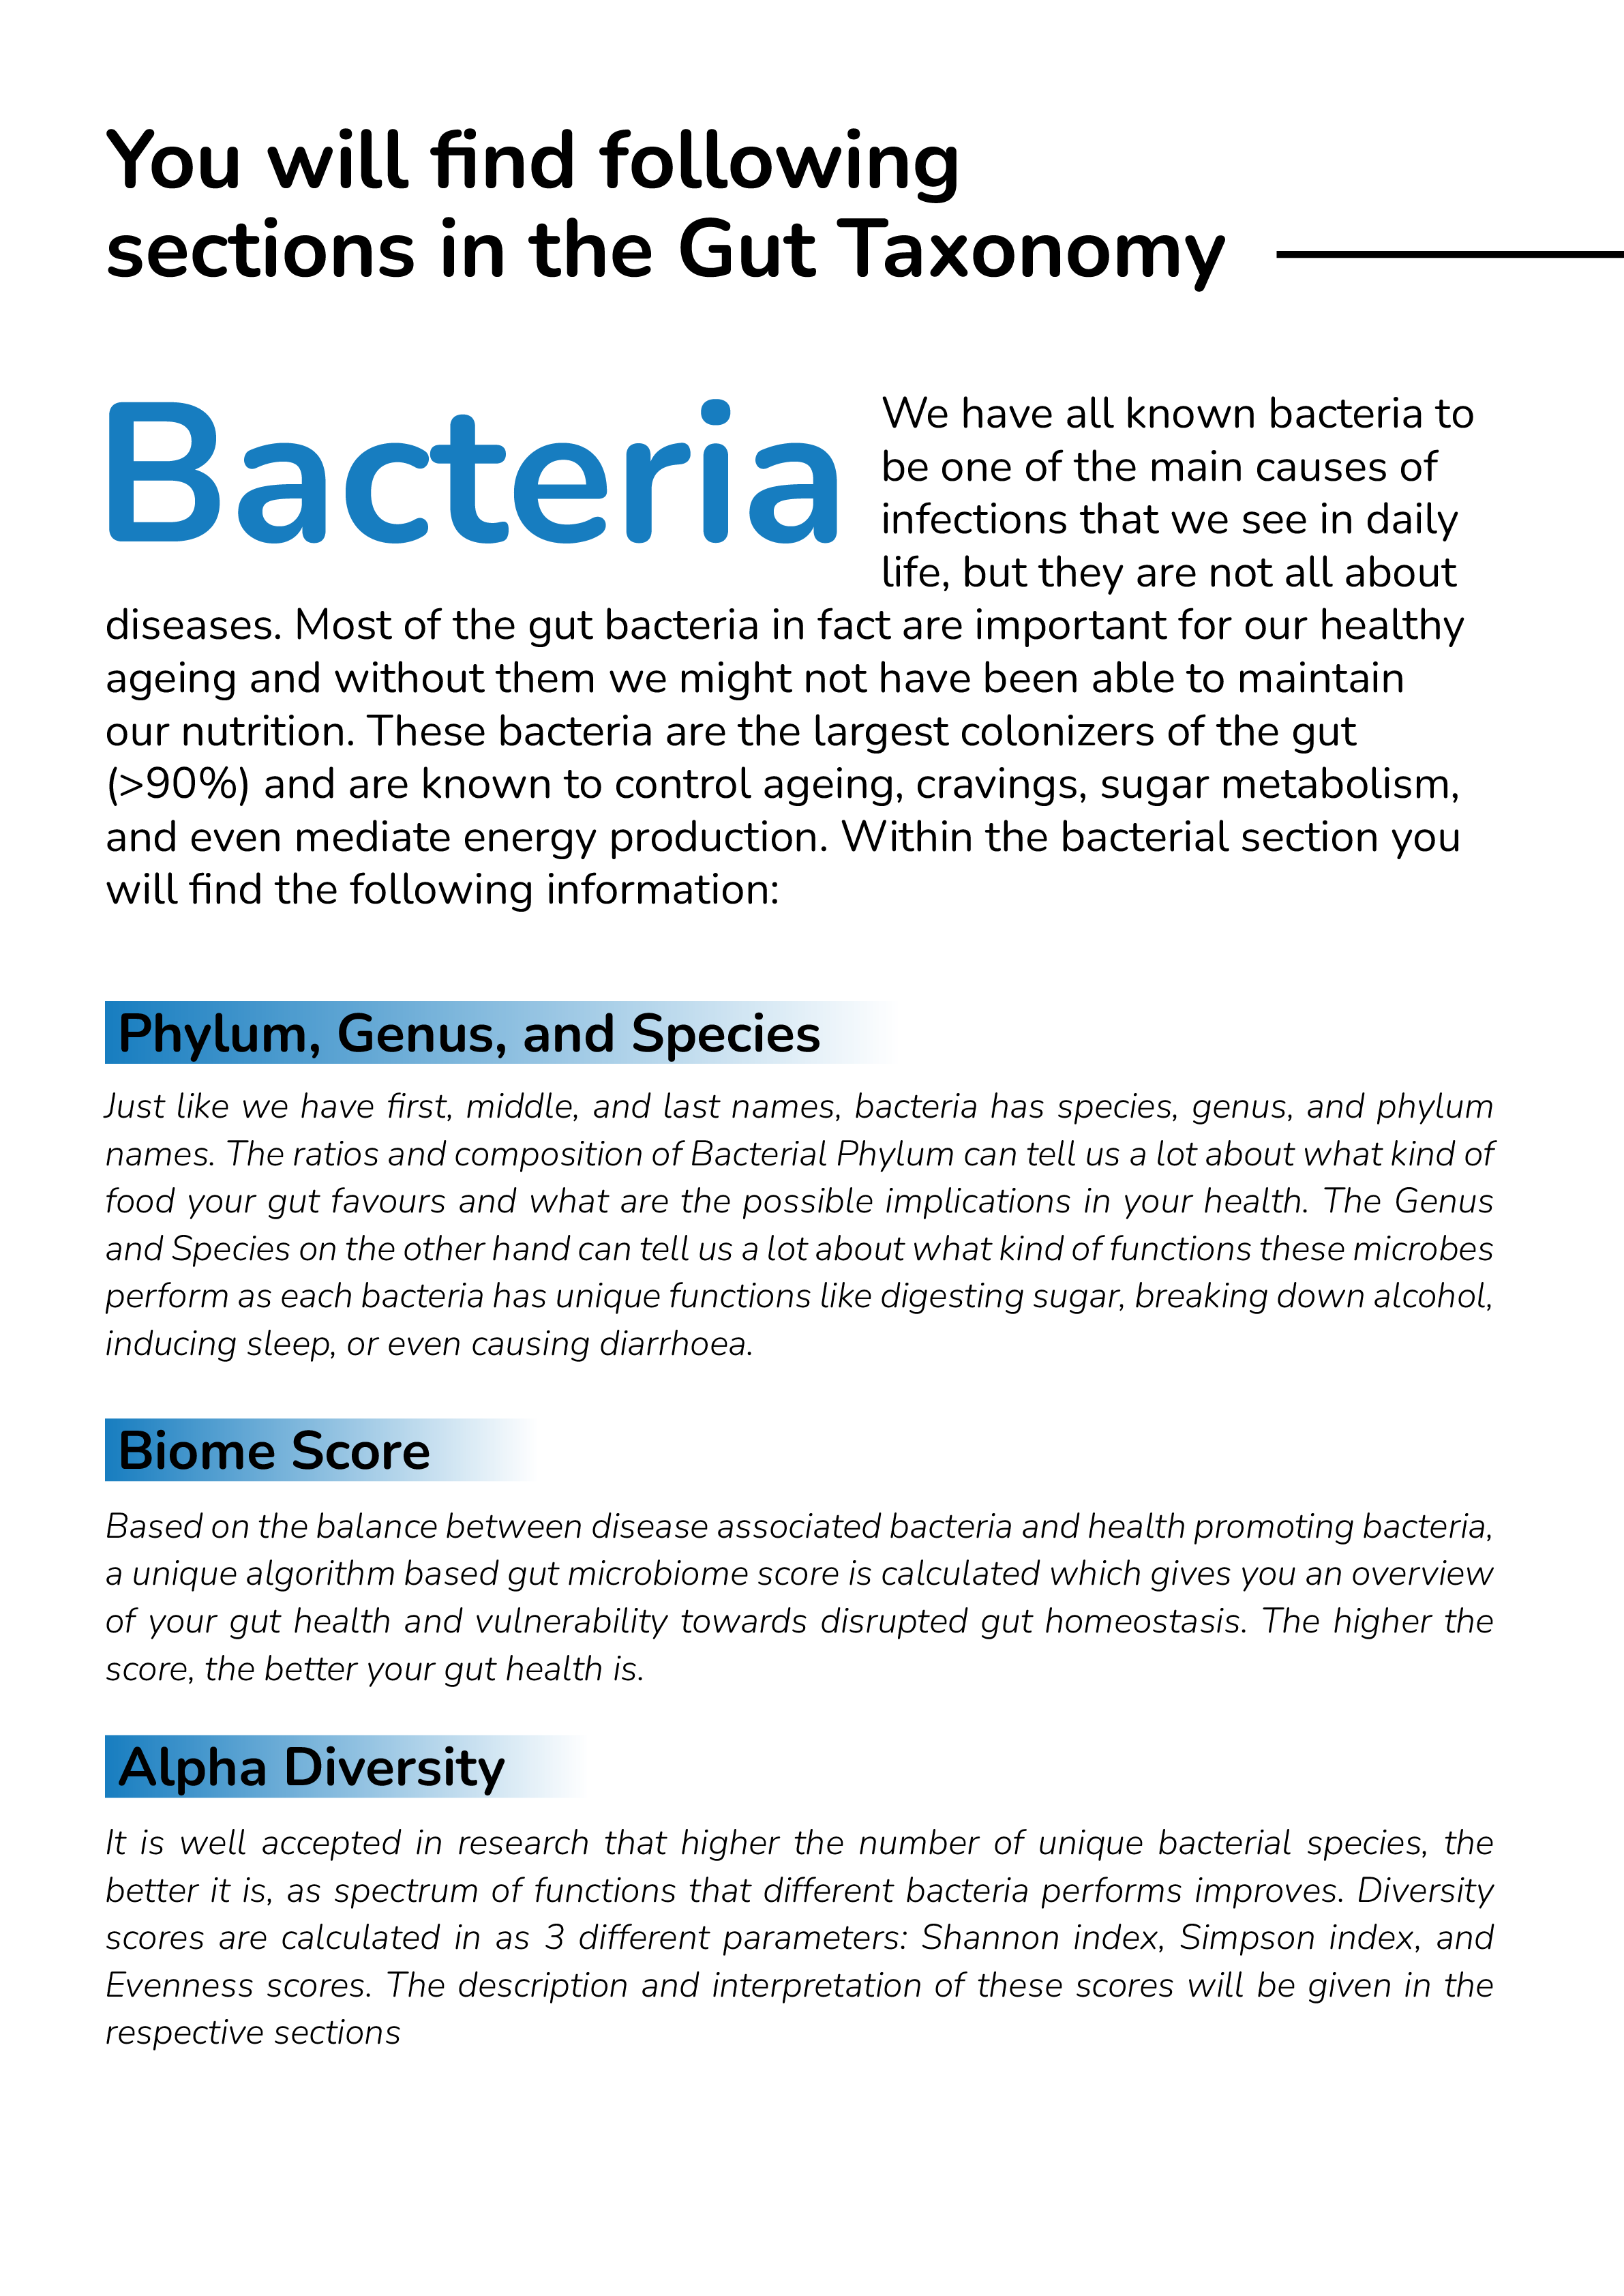 You will find following
sections in the Gut Taxonomy
Bacteria
We have all known bacteria to
be one of the main causes of
infections that we see in daily
life, but they are not all about
diseases. Most of the gut bacteria in fact are important for our healthy
ageing and without them we might not have been able to maintain
our nutrition. These bacteria are the largest colonizers of the gut
(>90%) and are known to control ageing, cravings, sugar metabolism,
and even mediate energy production. Within the bacterial section you
will find the following information:
Phylum, Genus, and Species
Just like we have first, middle, and last names, bacteria has species, genus, and phylum
names. The ratios and composition of Bacterial Phylum can tell us a lot about what kind of
food your gut favours and what are the possible implications in your health. The Genus
and Species on the other hand can tell us a lot about what kind of functions these microbes
perform as each bacteria has unique functions like digesting sugar, breaking down alcohol,
inducing sleep, or even causing diarrhoea.
Biome Score
Based on the balance between disease associated bacteria and health promoting bacteria,
a unique algorithm based gut microbiome score is calculated which gives you an overview
of your gut health and vulnerability towards disrupted gut homeostasis. The higher the
score, the better your gut health is.
Alpha Diversity
It is well accepted in research that higher the number of unique bacterial species, the
better it is, as spectrum of functions that different bacteria performs improves. Diversity
scores are calculated in as 3 different parameters: Shannon index, Simpson index, and
Evenness scores. The description and interpretation of these scores will be given in the
respective sections